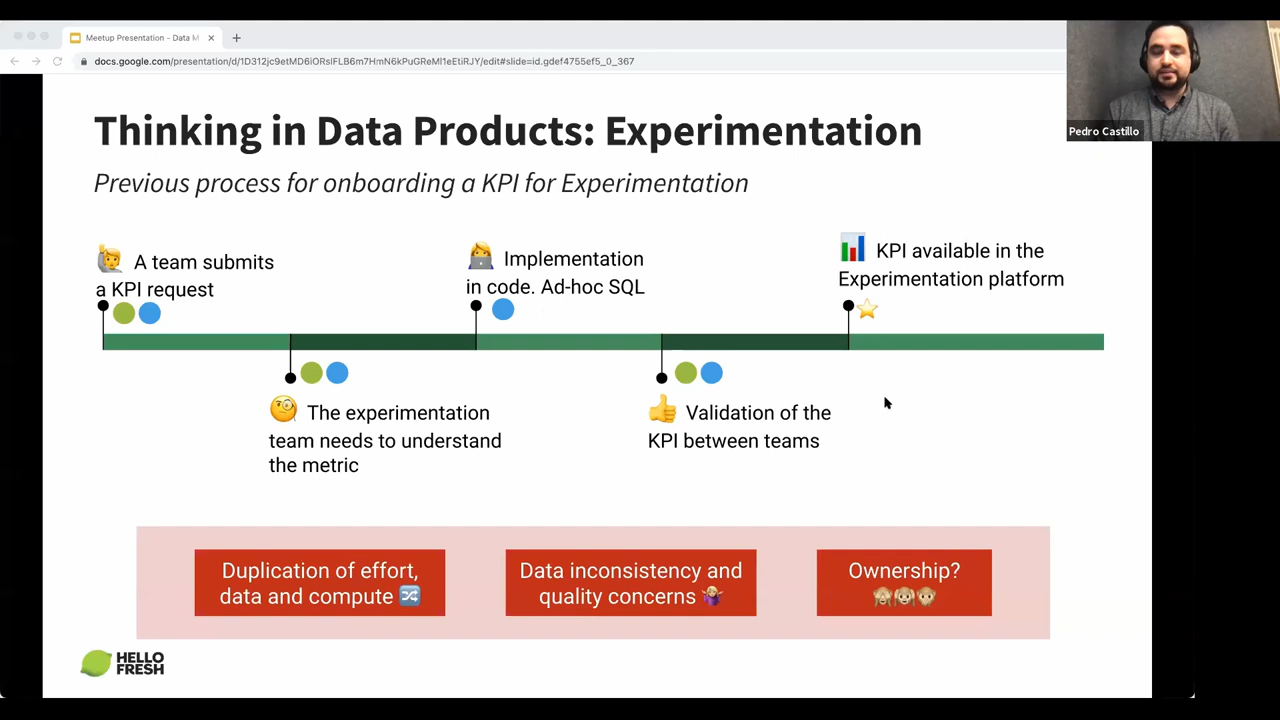 Meetup Presentation - Data M
docs.google.com/presentation/d/1D312jc9etMD6iORsIFLB6m7HmN6kPuGReMl1eEtiRJY/edit#slide=id.gdef4755ef5_0_367
Pedro Castillo
Thinking in Data Products: Experimentation
Previous process for onboarding a KPI for Experimentation
A team submits
a KPI request
Implementation
in code. Ad-hoc SQL
KPI available in the
Experimentation platform
The experimentation
team needs to understand
the metric
Validation of the
KPI between teams
Duplication of effort,
data and compute
Data inconsistency and
quality concerns
Ownership?
HELLO
FRESH